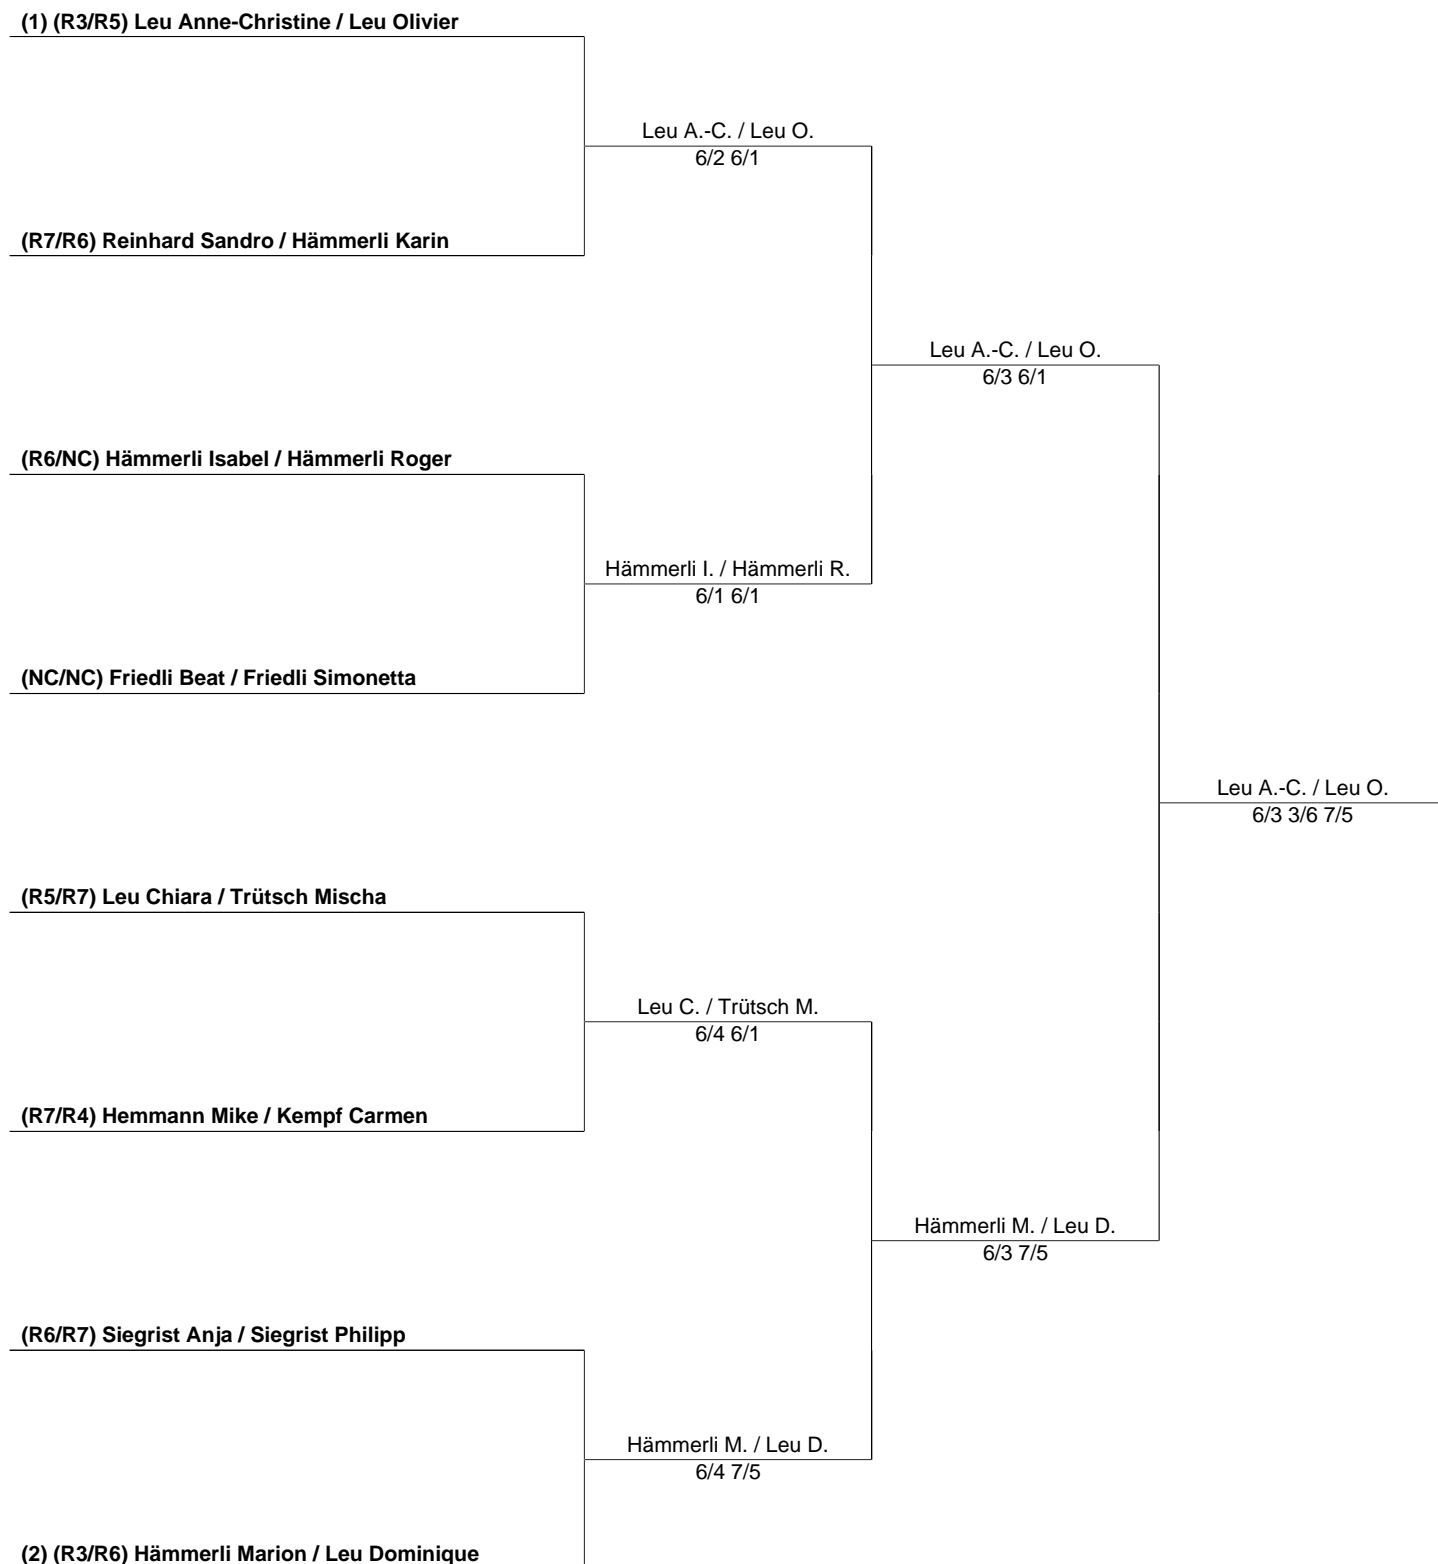 (1) (R3/R5) Leu Anne-Christine / Leu Olivier
Leu A.-C. / Leu O.
6/2 6/1
(R7/R6) Reinhard Sandro / Hämmerli Karin
Leu A.-C. / Leu O.
6/3 6/1
(R6/NC) Hämmerli Isabel / Hämmerli Roger
Hämmerli I. / Hämmerli R.
6/1 6/1
(NC/NC) Friedli Beat / Friedli Simonetta
Leu A.-C. / Leu O.
6/3 3/6 7/5
(R5/R7) Leu Chiara / Trütsch Mischa
Leu C. / Trütsch M.
6/4 6/1
(R7/R4) Hemmann Mike / Kempf Carmen
Hämmerli M. / Leu D.
6/3 7/5
(R6/R7) Siegrist Anja / Siegrist Philipp
Hämmerli M. / Leu D.
6/4 7/5
(2) (R3/R6) Hämmerli Marion / Leu Dominique